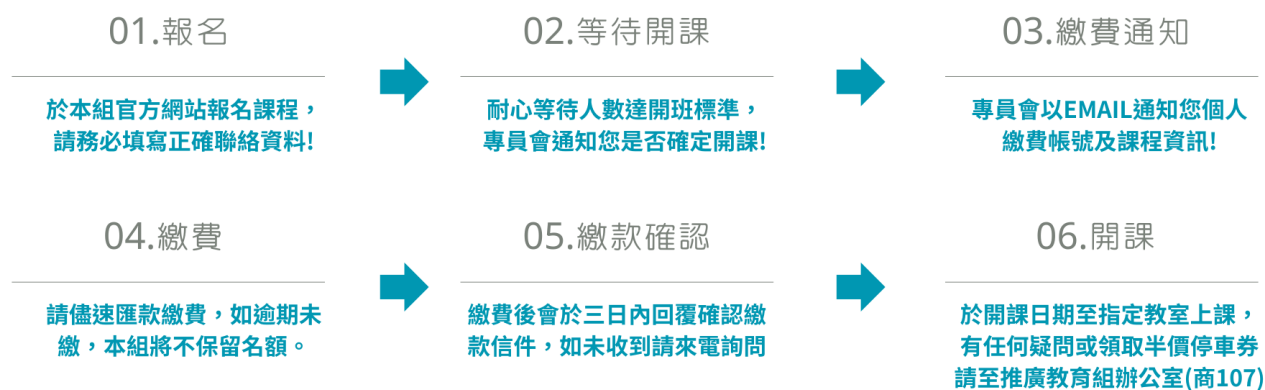 01.報名
於本組官方網站報名課程，
請務必填寫正確聯絡資料!
02.等待開課
耐心等待人數達開班標準，
專員會通知您是否確定開課!
03.繳費通知
專員會以EMAIL通知您個人
繳費帳號及課程資訊!
04.繳費
請儘速匯款繳費，如逾期未
繳，本組將不保留名額。
05.繳款確認
繳費後會於三日內回覆確認繳
款信件，如未收到請來電詢問
06.開課
於開課日期至指定教室上課，
有任何疑問或領取半價停車券
請至推廣教育組辦公室(商107)